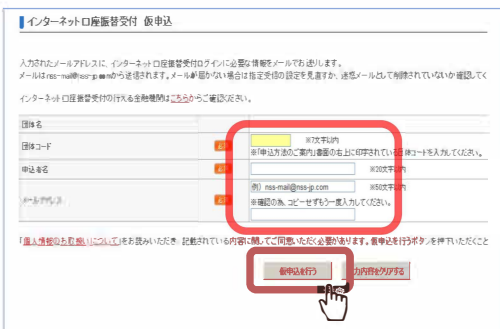 インターネット口座振替受付 仮申込
入力されたメールアドレスに、インターネット口座振替受付ログインに必要な情報をメールでお送りします。
メールはnss-mail@nss-jp.comから送信されます。メールが届かない場合は指定受信の設定を見直すか、迷惑メールとして削除されていないか確認してく
インターネット口座振替受付の行える金融機関はこちらからご確認ください。
団体名
団体コード 必須 ※7文字以内
※「申込方法のご案内」書面の右上に印字されている団体コードを入力してください。
申込者名 必須 ※20文字以内
メールアドレス 必須 例) nss-mail@nss-jp.com ※50文字以内
※確認の為、コピーせずもう一度入力してください。
「個人情報のお取扱いについて」をお読みいただき、記載されている内容に関してご同意いただく必要があります。仮申込を行うボタンを押下いただくこと
仮申込を行う 力内容をクリアする